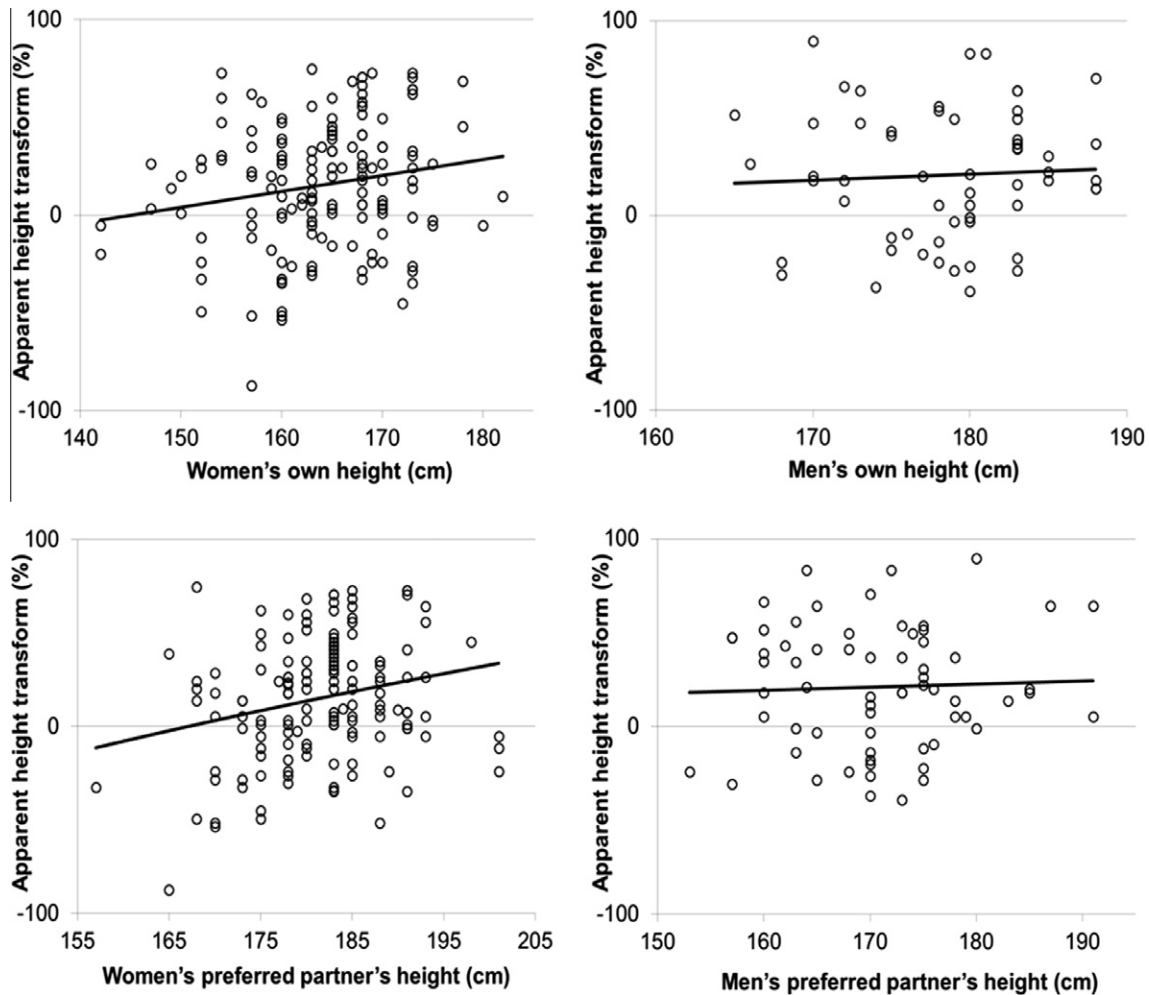 100
0
-100
Apparent height transform (%)
140 150 160 170 180
Women's own height (cm)
100
0
-100
Apparent height transform (%)
160 170 180 190
Men's own height (cm)
100
0
-100
Apparent height transform (%)
155 165 175 185 195 205
Women's preferred partner's height (cm)
100
0
-100
Apparent height transform (%)
150 160 170 180 190
Men's preferred partner's height (cm)